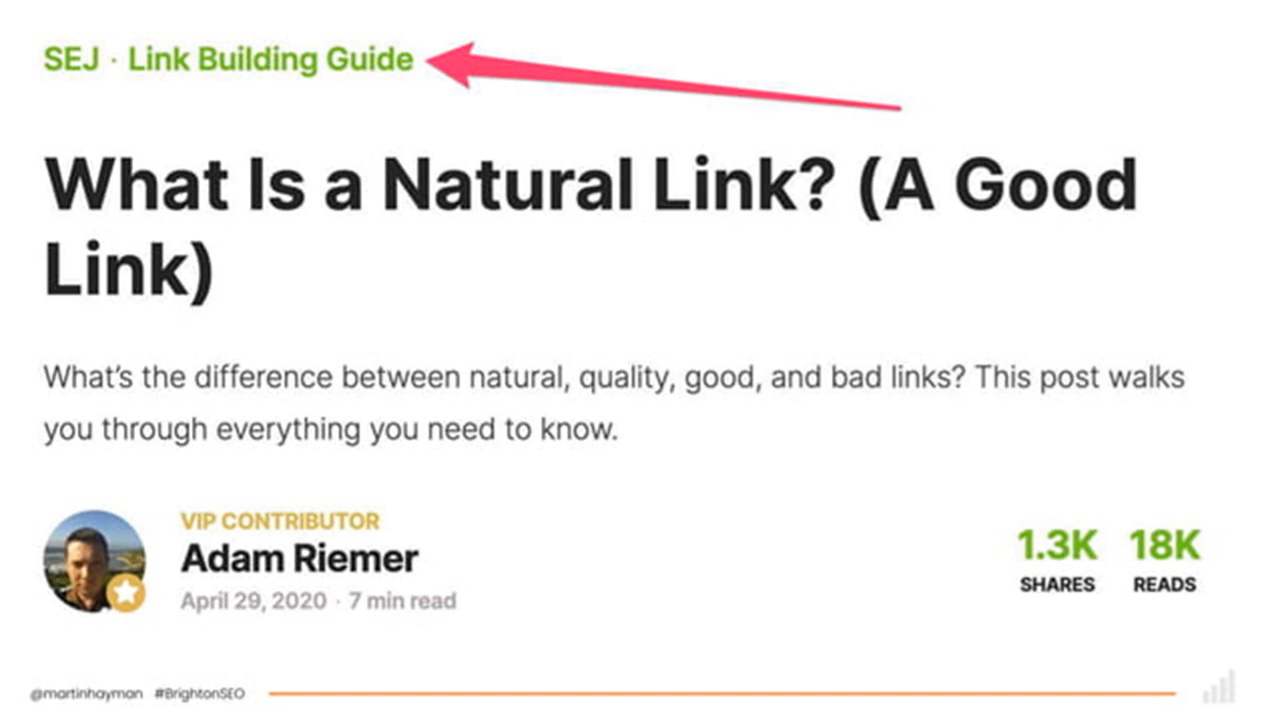 SEJ · Link Building Guide
What Is a Natural Link? (A Good
Link)
What's the difference between natural, quality, good, and bad links? This post walks
you through everything you need to know.
VIP CONTRIBUTOR
Adam Riemer
April 29, 2020 · 7 min read
1.3K 18K
SHARES READS
@martinhayman #BrightonSEO